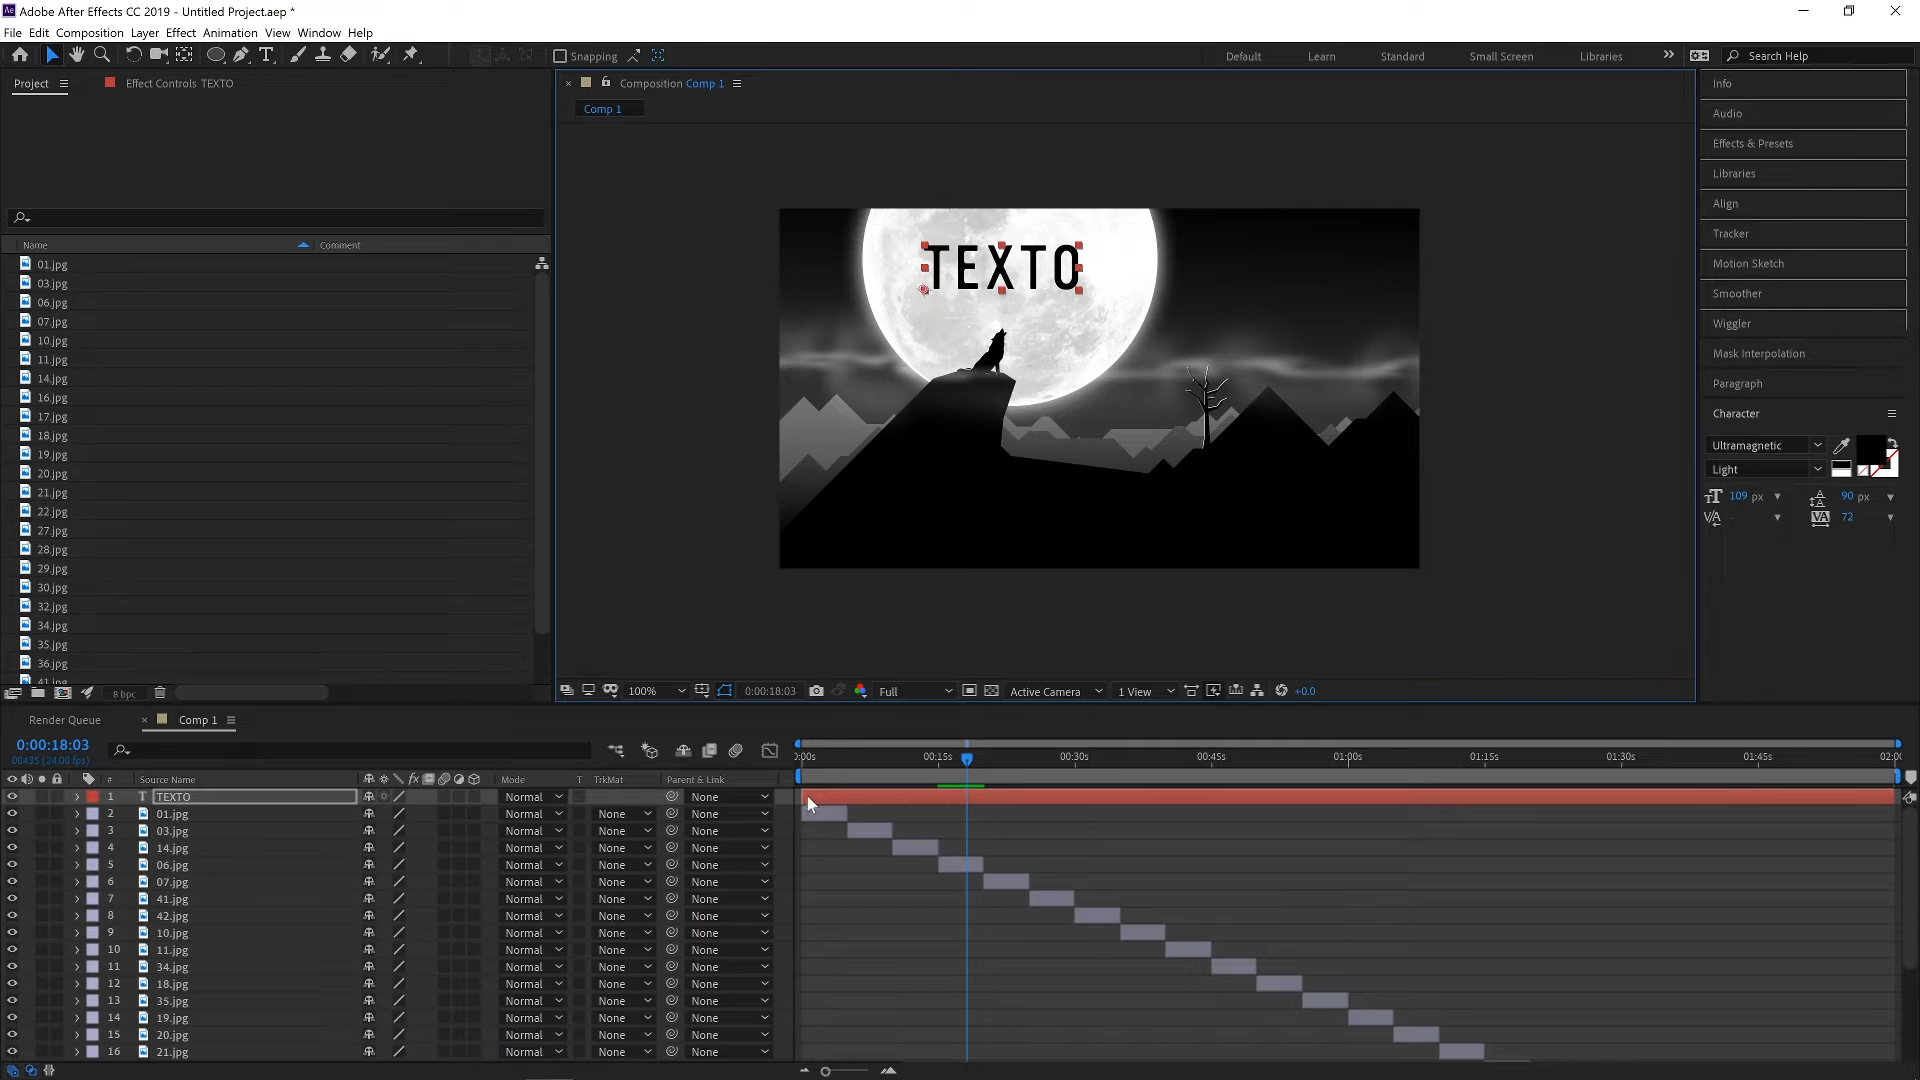 Ae Adobe After Effects CC 2019 - Untitled Project.aep *
File Edit Composition Layer Effect Animation View Window Help
Snapping Default Learn Standard Small Screen Libraries » Search Help
Project Effect Controls TEXTO
× Composition Comp 1
Comp 1
Name Comment
01.jpg
03.jpg
06.jpg
07.jpg
10.jpg
11.jpg
14.jpg
16.jpg
17.jpg
18.jpg
19.jpg
20.jpg
21.jpg
22.jpg
27.jpg
28.jpg
29.jpg
30.jpg
32.jpg
34.jpg
35.jpg
36.jpg
41.jpg
8 bpc
TEXTO
100% 0:00:18:03 Full Active Camera 1 View +0.0
Info
Audio
Effects & Presets
Libraries
Align
Tracker
Motion Sketch
Smoother
Wiggler
Mask Interpolation
Paragraph
Character
Ultramagnetic
Light
109 px 90 px
72
Render Queue × Comp 1
0:00:18:03
00435 (24.00 fps)
:00s 00:15s 00:30s 00:45s 01:00s 01:15s 01:30s 01:45s 02:00
# Source Name fx Mode T TrkMat Parent & Link
1 T TEXTO Normal None
2 01.jpg Normal None None
3 03.jpg Normal None None
4 14.jpg Normal None None
5 06.jpg Normal None None
6 07.jpg Normal None None
7 41.jpg Normal None None
8 42.jpg Normal None None
9 10.jpg Normal None None
10 11.jpg Normal None None
11 34.jpg Normal None None
12 18.jpg Normal None None
13 35.jpg Normal None None
14 19.jpg Normal None None
15 20.jpg Normal None None
16 21.jpg Normal None None